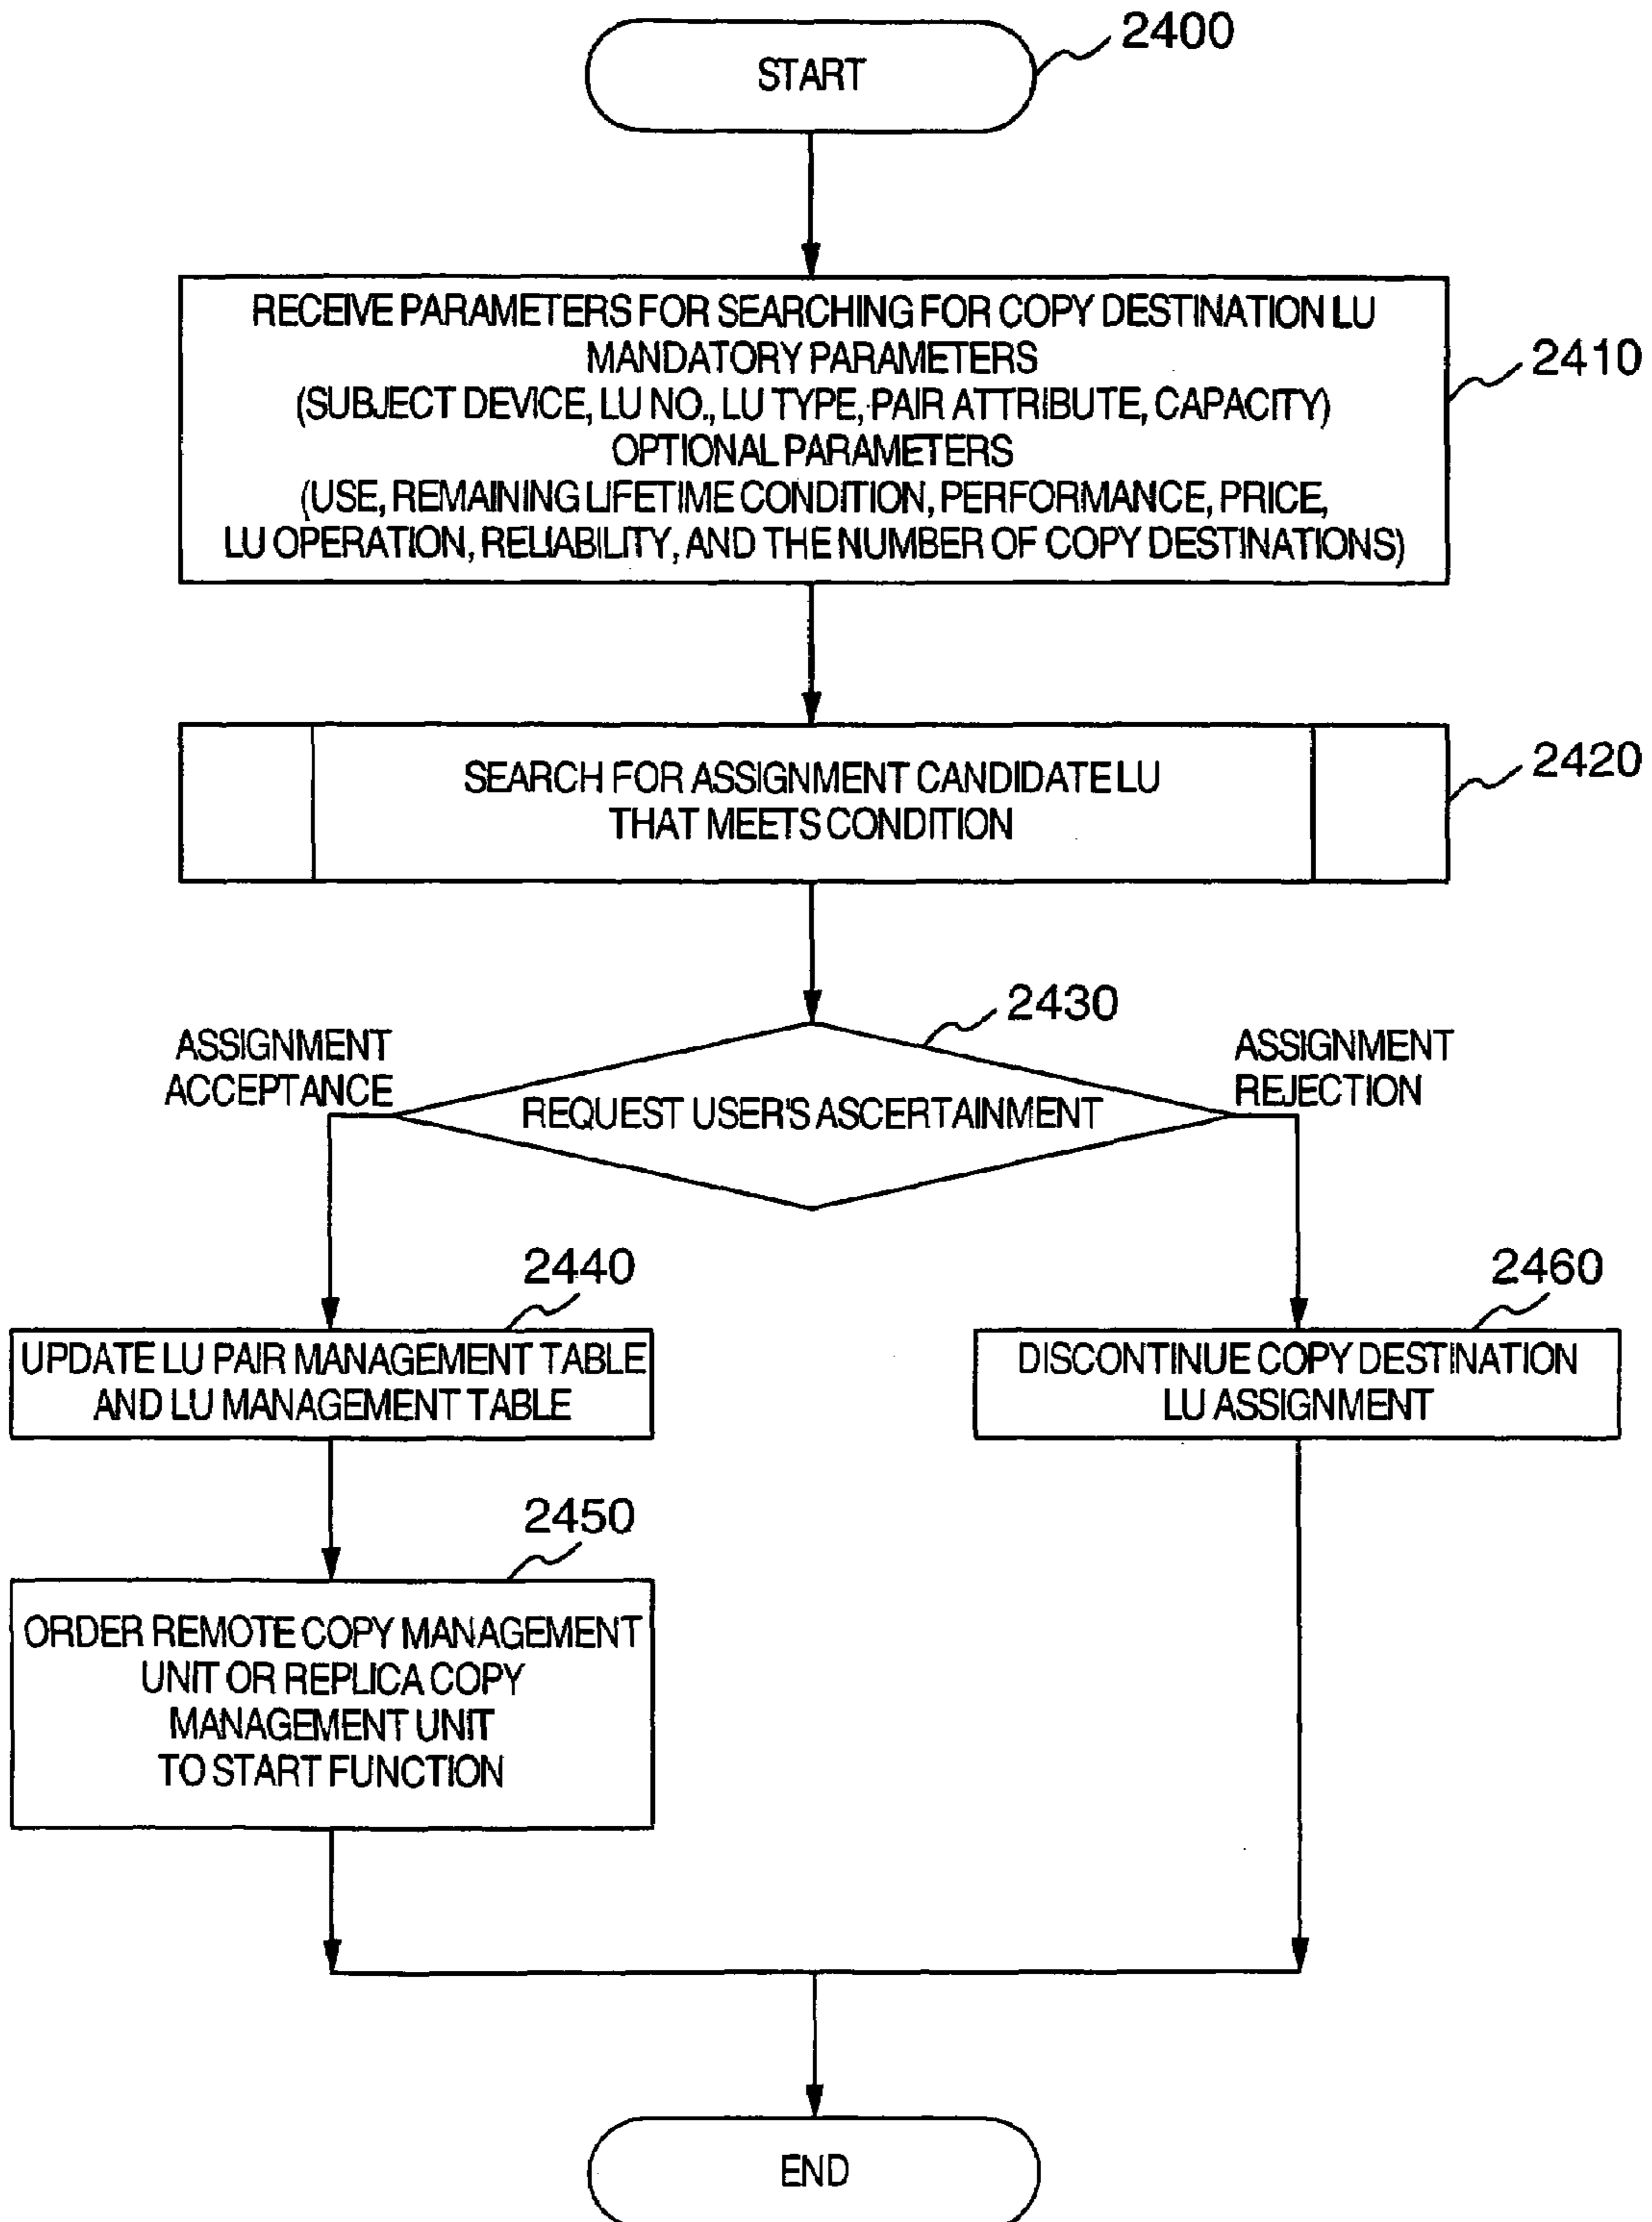 2400
START
RECEIVE PARAMETERS FOR SEARCHING FOR COPY DESTINATION LU
MANDATORY PARAMETERS
(SUBJECT DEVICE, LU NO., LU TYPE, PAIR ATTRIBUTE, CAPACITY)
OPTIONAL PARAMETERS
(USE, REMAINING LIFETIME CONDITION, PERFORMANCE, PRICE,
LU OPERATION, RELIABILITY, AND THE NUMBER OF COPY DESTINATIONS)
2410
SEARCH FOR ASSIGNMENT CANDIDATE LU
THAT MEETS CONDITION
2420
2430
ASSIGNMENT
ACCEPTANCE
REQUEST USER'S ASCERTAINMENT
ASSIGNMENT
REJECTION
2440
UPDATE LU PAIR MANAGEMENT TABLE
AND LU MANAGEMENT TABLE
2460
DISCONTINUE COPY DESTINATION
LU ASSIGNMENT
2450
ORDER REMOTE COPY MANAGEMENT
UNIT OR REPLICA COPY
MANAGEMENT UNIT
TO START FUNCTION
END